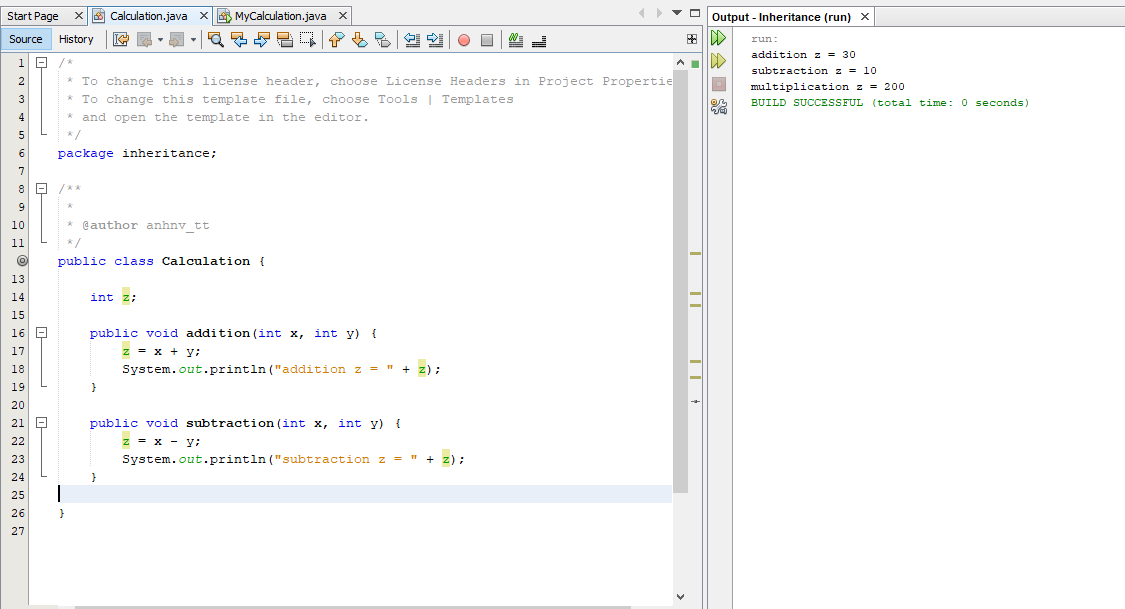 Start Page Calculation.java MyCalculation.java
Source History
1 /*
2 * To change this license header, choose License Headers in Project Propertie
3 * To change this template file, choose Tools | Templates
4 * and open the template in the editor.
5 */
6 package inheritance;
7
8 /**
9 *
10 * @author anhnv_tt
11 */
public class Calculation {
13
14 int z;
15
16 public void addition(int x, int y) {
17 z = x + y;
18 System.out.println("addition z = " + z);
19 }
20
21 public void subtraction(int x, int y) {
22 z = x - y;
23 System.out.println("subtraction z = " + z);
24 }
25
26 }
27
Output - Inheritance (run)
run:
addition z = 30
subtraction z = 10
multiplication z = 200
BUILD SUCCESSFUL (total time: 0 seconds)